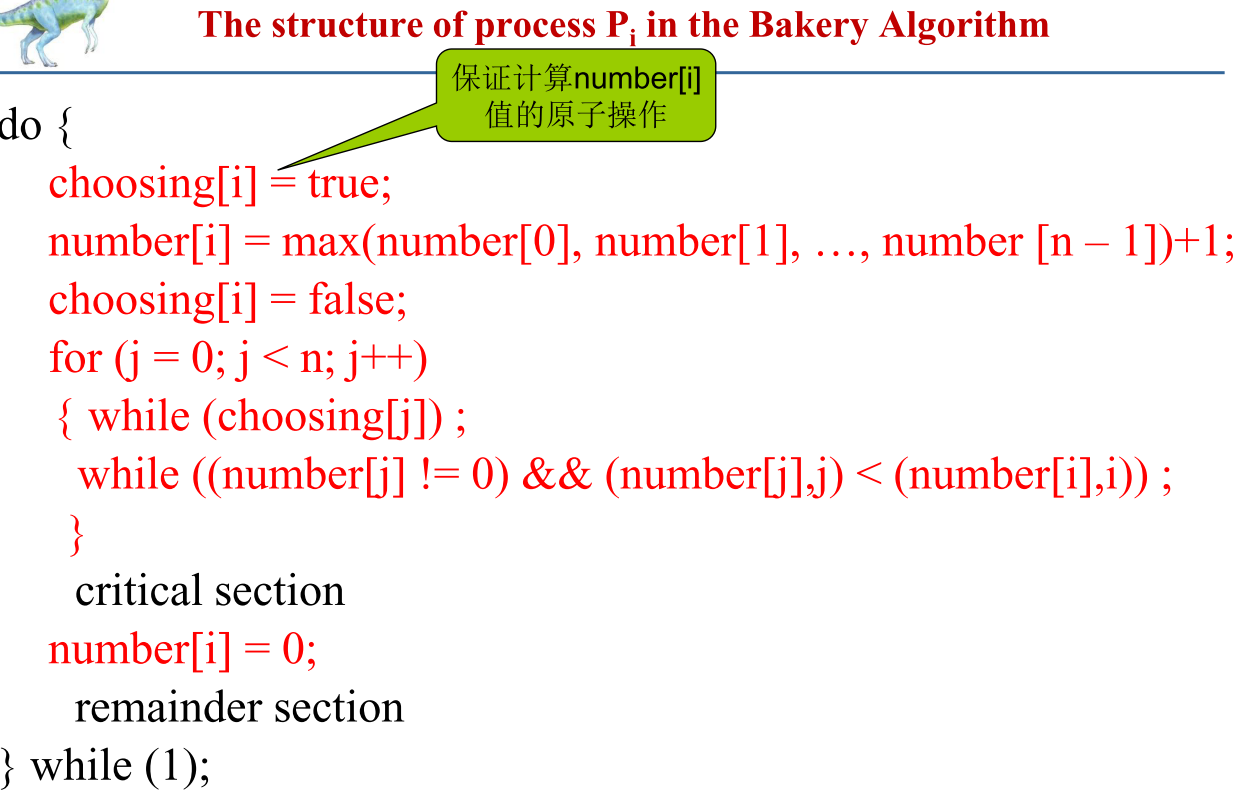 The structure of process Pi in the Bakery Algorithm
保证计算number[i]
值的原子操作
do {
choosing[i] = true;
number[i] = max(number[0], number[1], …, number [n – 1])+1;
choosing[i] = false;
for (j = 0; j < n; j++)
{ while (choosing[j]) ;
while ((number[j] != 0) && (number[j],j) < (number[i],i)) ;
}
critical section
number[i] = 0;
remainder section
} while (1);